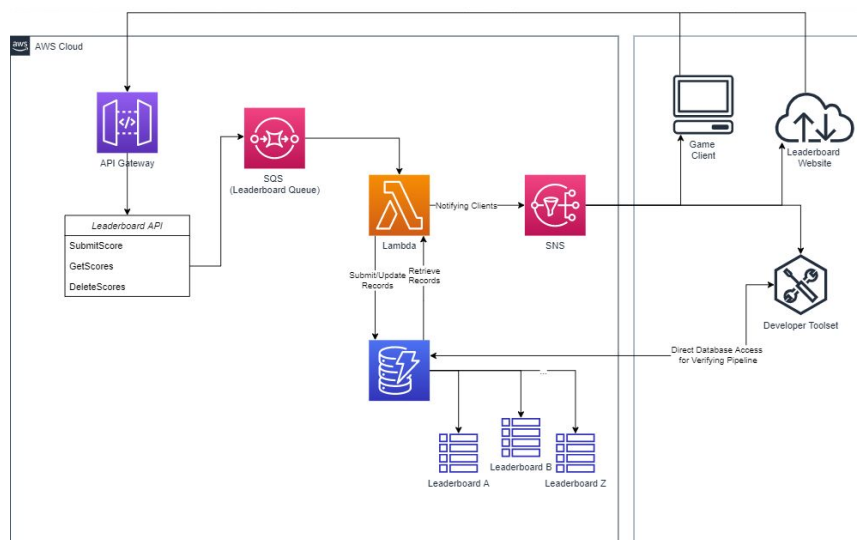 aws
AWS Cloud
API Gateway
SQS
(Leaderboard Queue)
Game
Client
Leaderboard
Website
Leaderboard API
SubmitScore
GetScores
DeleteScores
Lambda
Notifying Clients
SNS
Submit/Update
Records
Retrieve
Records
Developer Toolset
Direct Database Access
for Verifying Pipeline
...
Leaderboard A
Leaderboard B
Leaderboard Z